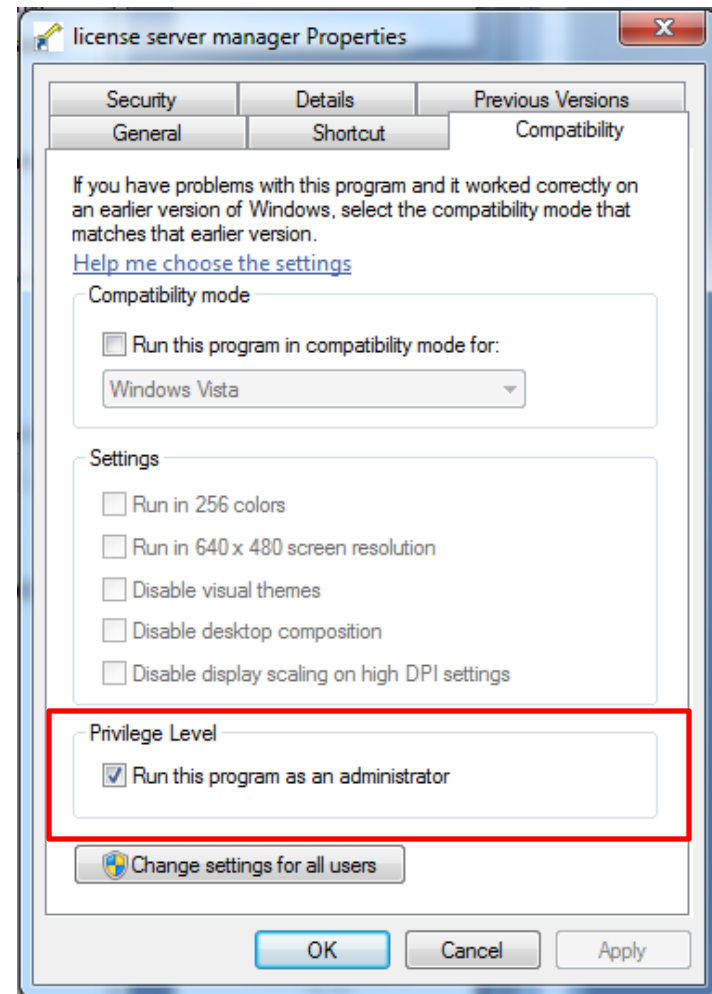 license server manager Properties
Security Details Previous Versions
General Shortcut Compatibility
If you have problems with this program and it worked correctly on
an earlier version of Windows, select the compatibility mode that
matches that earlier version.
Help me choose the settings
Compatibility mode
Run this program in compatibility mode for:
Windows Vista
Settings
Run in 256 colors
Run in 640 x 480 screen resolution
Disable visual themes
Disable desktop composition
Disable display scaling on high DPI settings
Privilege Level
Run this program as an administrator
Change settings for all users
OK Cancel Apply